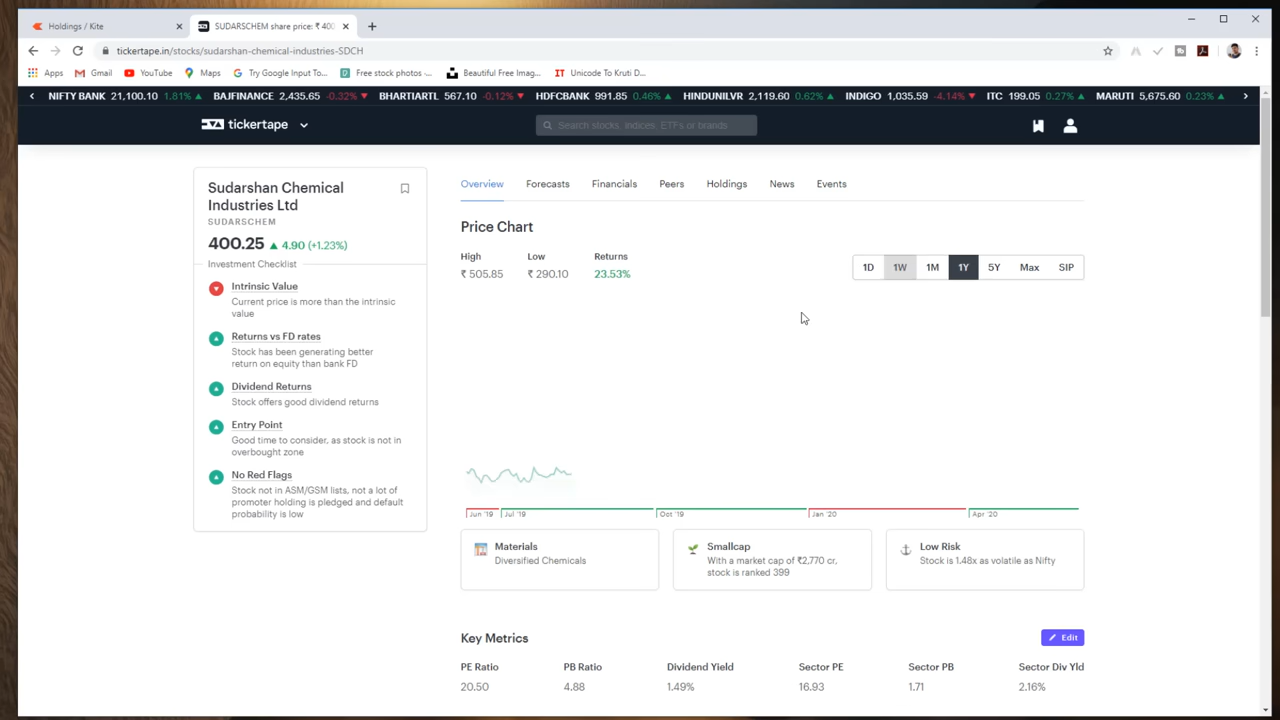 Holdings / Kite
SUDARSCHEM share price: ₹ 400
tickertape.in/stocks/sudarshan-chemical-industries-SDCH
Apps Gmail YouTube Maps Try Google Input To... Free stock photos -... Beautiful Free Imag... IT Unicode To Kruti D...
NIFTY BANK 21,100.10 1.81% ▲ BAJFINANCE 2,435.65 -0.32% ▼ BHARTIARTL 567.10 -0.12% ▼ HDFCBANK 991.85 0.46% ▲ HINDUNILVR 2,119.60 0.62% ▲ INDIGO 1,035.59 -4.14% ▼ ITC 199.05 0.27% ▲ MARUTI 5,675.60 0.23% ▲
tickertape
Search stocks, indices, ETFs or brands
Sudarshan Chemical
Industries Ltd
SUDARSCHEM
400.25 ▲ 4.90 (+1.23%)
Investment Checklist
Intrinsic Value
Current price is more than the intrinsic
value
Returns vs FD rates
Stock has been generating better
return on equity than bank FD
Dividend Returns
Stock offers good dividend returns
Entry Point
Good time to consider, as stock is not in
overbought zone
No Red Flags
Stock not in ASM/GSM lists, not a lot of
promoter holding is pledged and default
probability is low
Overview Forecasts Financials Peers Holdings News Events
Price Chart
High Low Returns
₹ 505.85 ₹ 290.10 23.53%
1D 1W 1M 1Y 5Y Max SIP
Jun '19 Jul '19 Oct '19 Jan '20 Apr '20
Materials
Diversified Chemicals
Smallcap
With a market cap of ₹2,770 cr,
stock is ranked 399
Low Risk
Stock is 1.48x as volatile as Nifty
Key Metrics
Edit
PE Ratio PB Ratio Dividend Yield Sector PE Sector PB Sector Div Yld
20.50 4.88 1.49% 16.93 1.71 2.16%